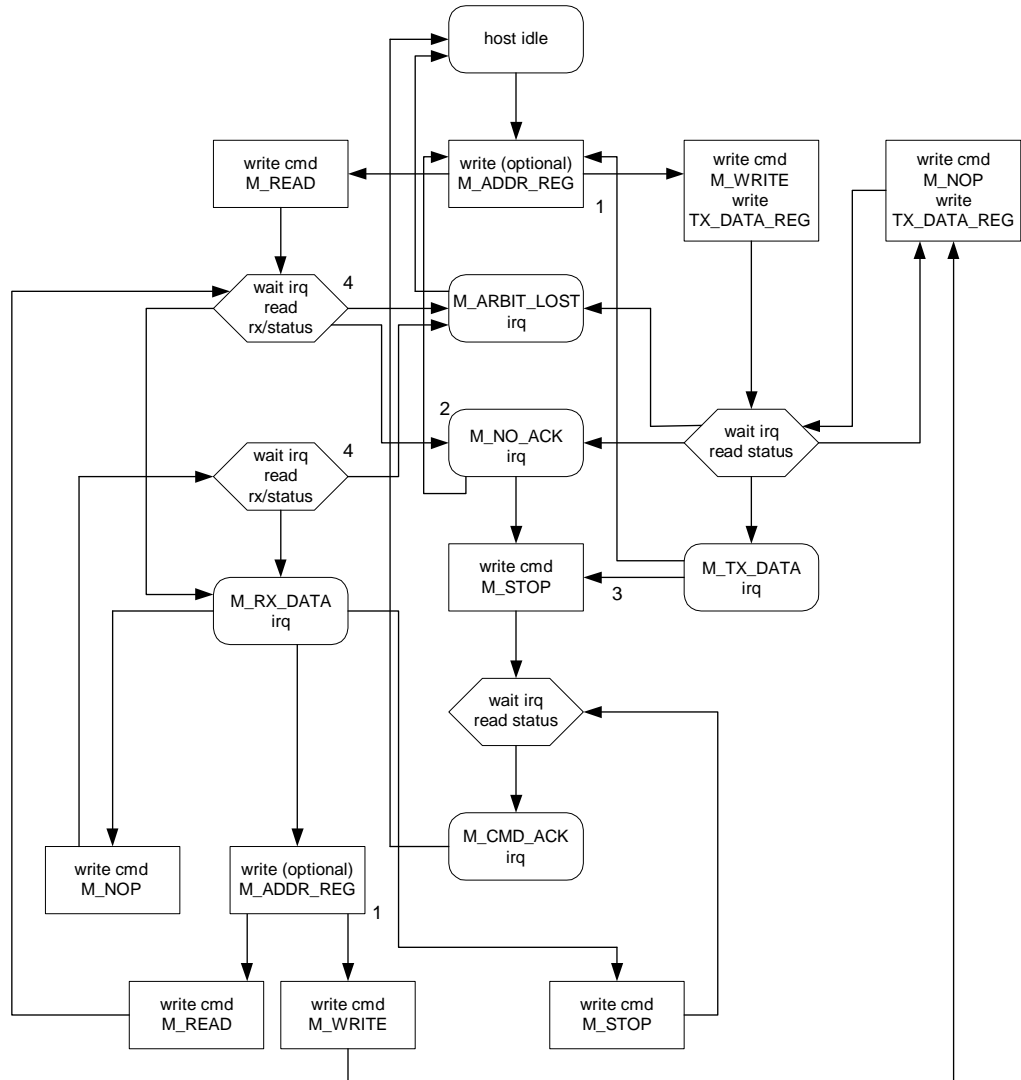 host idle
write cmd
M_READ
write (optional)
M_ADDR_REG
1
write cmd
M_WRITE
write
TX_DATA_REG
write cmd
M_NOP
write
TX_DATA_REG
wait irq
read
rx/status
4
M_ARBIT_LOST
irq
2
M_NO_ACK
irq
wait irq
read status
wait irq
read
rx/status
4
write cmd
M_STOP
3
M_TX_DATA
irq
M_RX_DATA
irq
wait irq
read status
M_CMD_ACK
irq
write cmd
M_NOP
write (optional)
M_ADDR_REG
1
write cmd
M_READ
write cmd
M_WRITE
write cmd
M_STOP